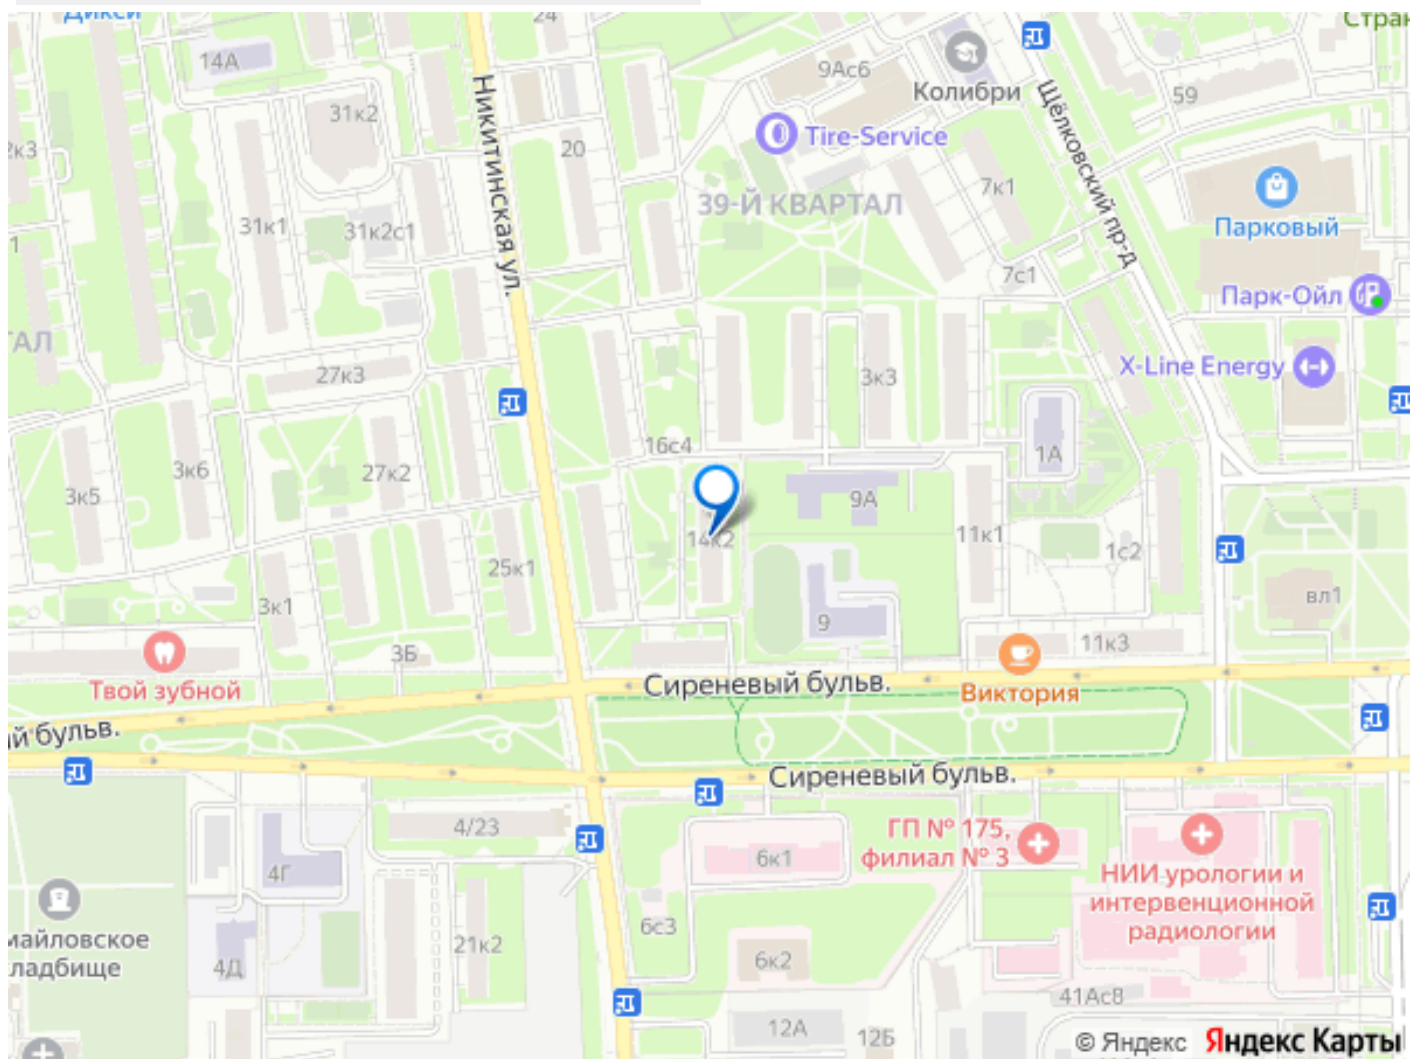 Дикси
24
Стран
14А
9Ас6
Колибри
59
31к2
Никитинская ул.
Щёлковский пр-д
Tire-Service
20
2к3
7к1
39-Й КВАРТАЛ
31к1
31к2с1
Парковый
7с1
Парк-Ойл
АЛ
X-Line Energy
27к3
3к3
16с4
1А
3к6
27к2
3к5
9А
14к2
11к1
1с2
25к1
3к1
вл1
9
11к3
3Б
Твой зубной
Сиреневый бульв.
Виктория
й бульв.
Сиреневый бульв.
4/23
ГП № 175,
филиал № 3
6к1
4Г
НИИ урологии и
интервенционной
радиологии
6с3
майловское
ладбище
21к2
4Д
6к2
41Ас8
12А
12Б
© Яндекс Яндекс Карты